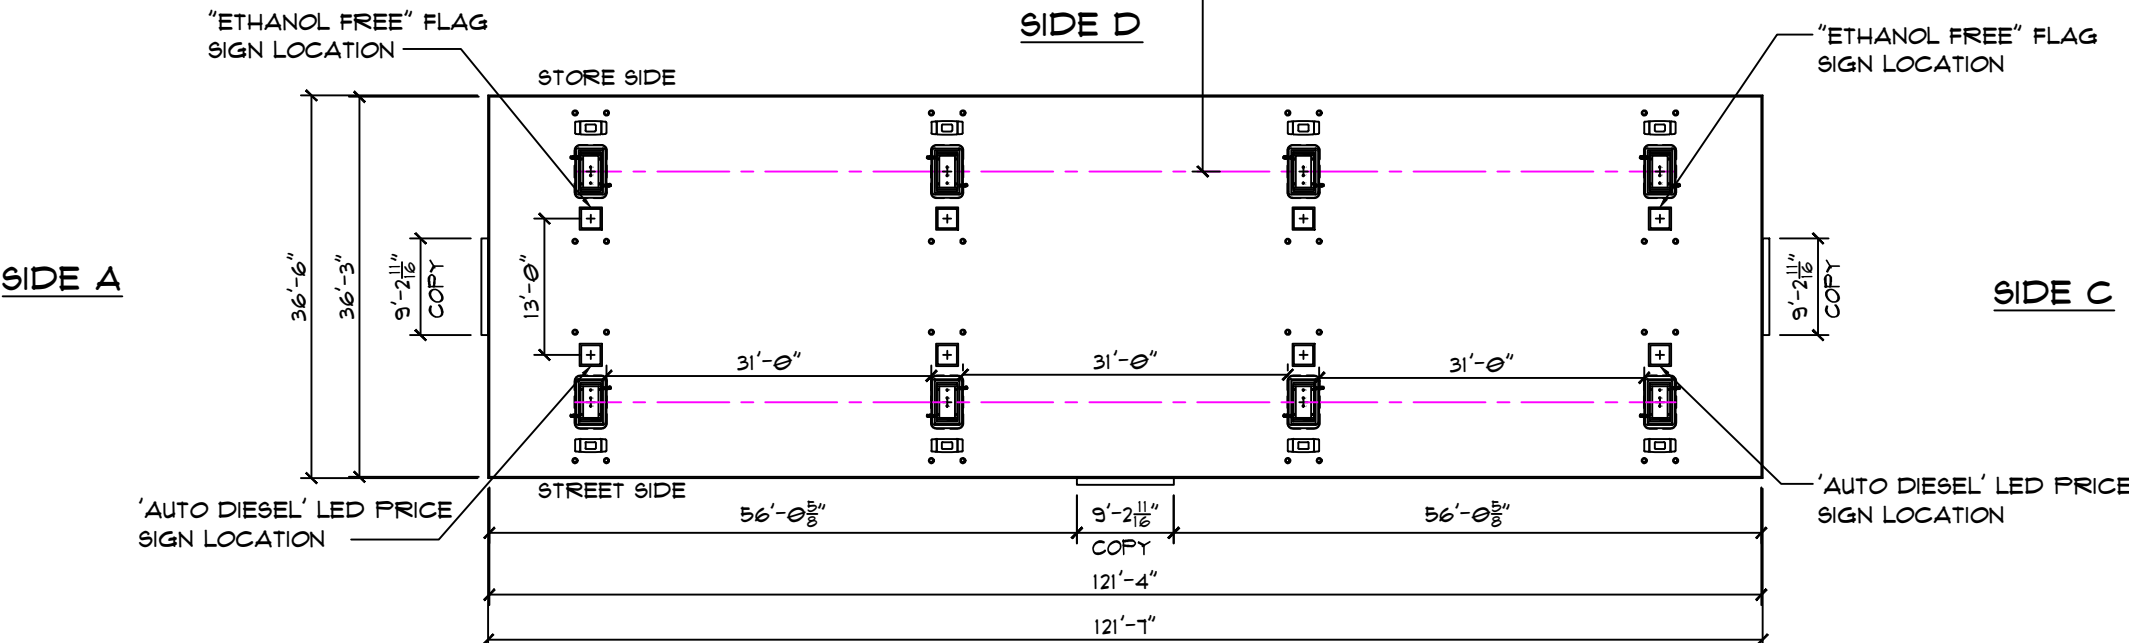 "ETHANOL FREE" FLAG
SIGN LOCATION
SIDE D
"ETHANOL FREE" FLAG
SIGN LOCATION
STORE SIDE
SIDE A
36'-6"
36'-3"
9'-2 11/16"
COPY
13'-0"
9'-2 11/16"
COPY
SIDE C
31'-0"
31'-0"
31'-0"
STREET SIDE
'AUTO DIESEL' LED PRICE
SIGN LOCATION
'AUTO DIESEL' LED PRICE
SIGN LOCATION
56'-0 5/8"
9'-2 11/16"
COPY
56'-0 5/8"
121'-4"
121'-7"